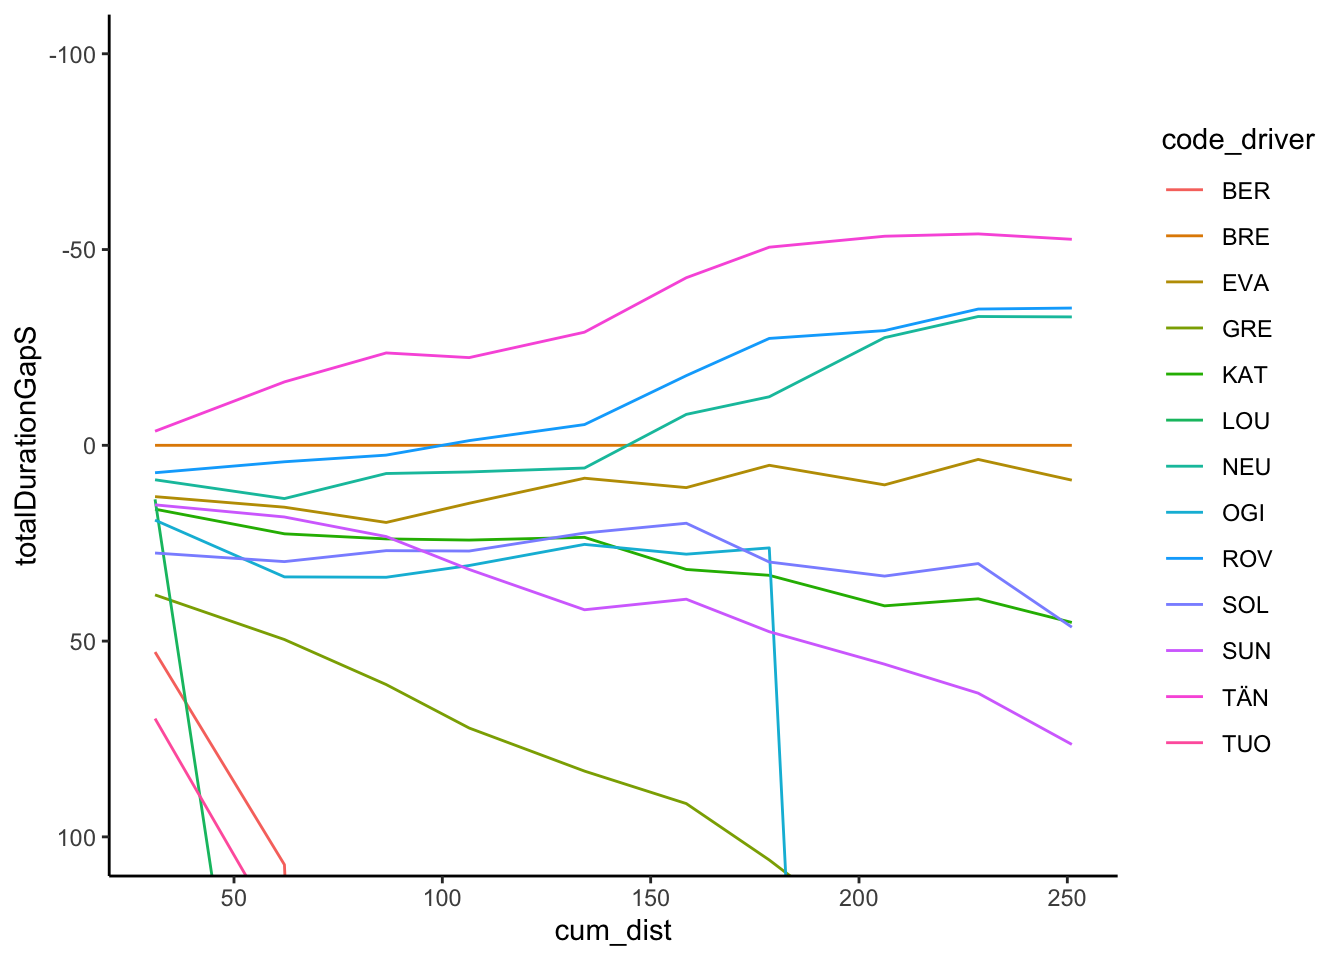 -100
-50
0
50
100
totalDurationGapS
50
100
150
200
250
cum_dist
code_driver
BER
BRE
EVA
GRE
KAT
LOU
NEU
OGI
ROV
SOL
SUN
TÄN
TUO